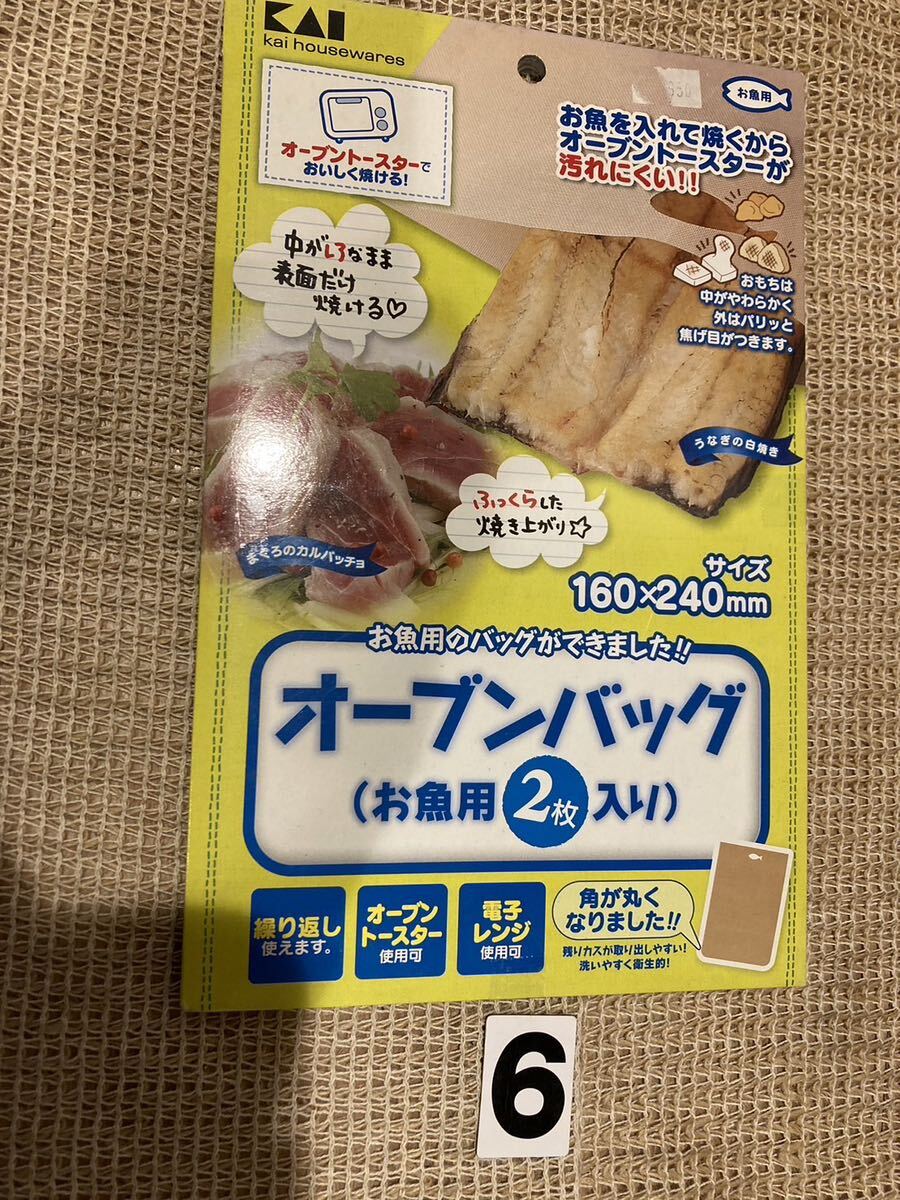 KAI
kai housewares
オーブントースターで
おいしく焼ける!
お魚用
お魚を入れて焼くから
オーブントースターが
汚れにくい!!
中がレアなまま
表面だけ
焼ける♡
おもちは
中がやわらかく
外はパリッと
焦げ目がつきます。
うなぎの白焼き
ふっくらした
焼き上がり☆
まぐろのカルパッチョ
サイズ
160×240mm
お魚用のバッグができました!!
オーブンバッグ
(お魚用2枚入り)
繰り返し
使えます。
オーブン
トースター
使用可
電子
レンジ
使用可
角が丸く
なりました!!
残りカスが取り出しやすい!
洗いやすく衛生的!
6